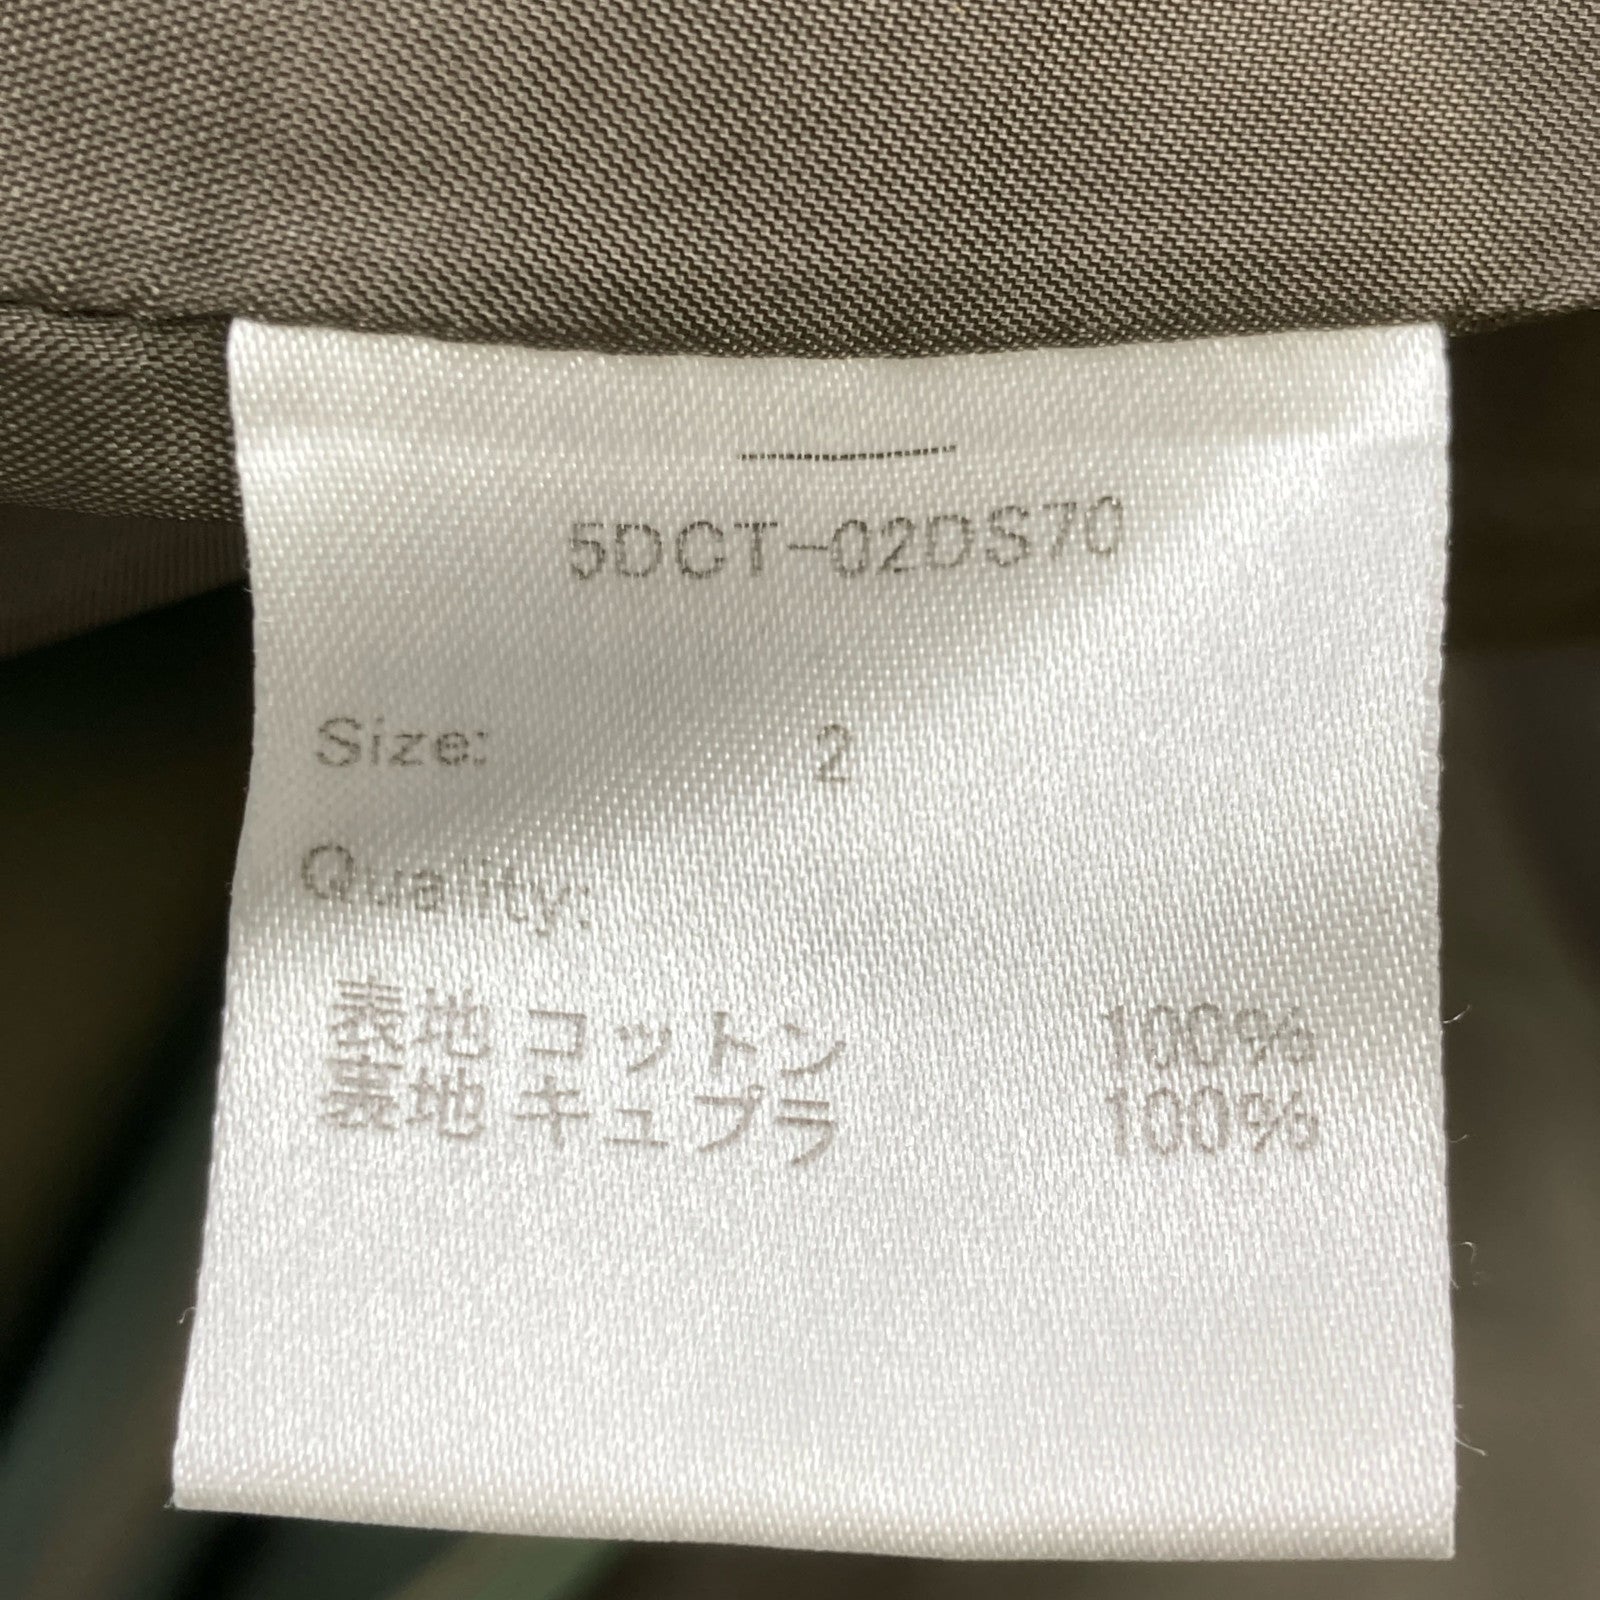 5DCT-02DS70
Size: 2
Quality:
表地 コットン 100%
裏地 キュプラ 100%